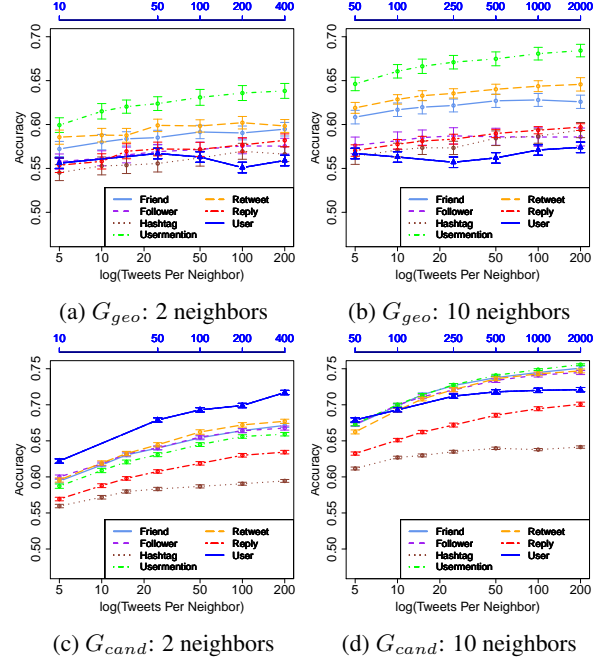 10 50 100 200 400
50 100 250 500 1000 2000
Accuracy
0.50 0.55 0.60 0.65 0.70
Accuracy
0.50 0.55 0.60 0.65 0.70
Friend
Follower
Hashtag
Usermention
Retweet
Reply
User
Friend
Follower
Hashtag
Usermention
Retweet
Reply
User
5 10 20 50 100 200
5 10 20 50 100 200
log(Tweets Per Neighbor)
log(Tweets Per Neighbor)
(a) G_geo: 2 neighbors
(b) G_geo: 10 neighbors
10 50 100 200 400
50 100 250 500 1000 2000
Accuracy
0.50 0.55 0.60 0.65 0.70 0.75
Accuracy
0.50 0.55 0.60 0.65 0.70 0.75
Friend
Follower
Hashtag
Usermention
Retweet
Reply
User
Friend
Follower
Hashtag
Usermention
Retweet
Reply
User
5 10 20 50 100 200
5 10 20 50 100 200
log(Tweets Per Neighbor)
log(Tweets Per Neighbor)
(c) G_cand: 2 neighbors
(d) G_cand: 10 neighbors